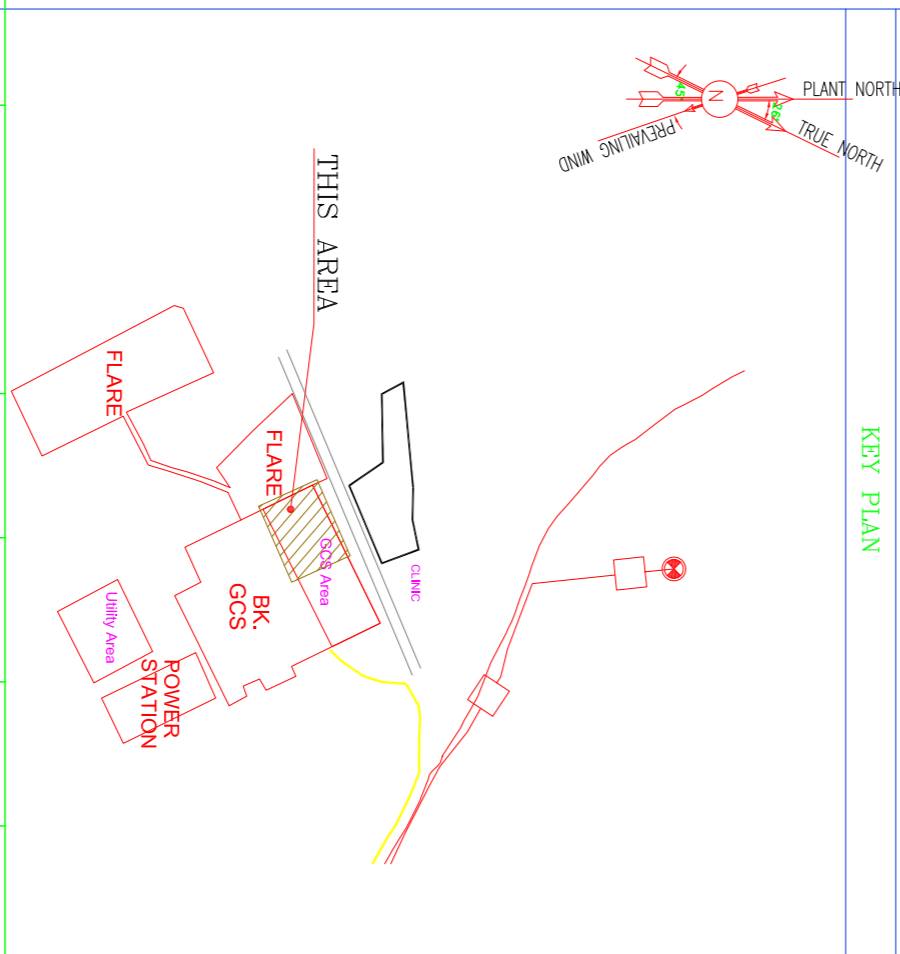 PLANT NORTH
TRUE NORTH
N
45°
26°
PREVAILING WIND
THIS AREA
KEY PLAN
FLARE
FLARE
GCS Area
CLINIC
BK.
GCS
Utility Area
POWER
STATION